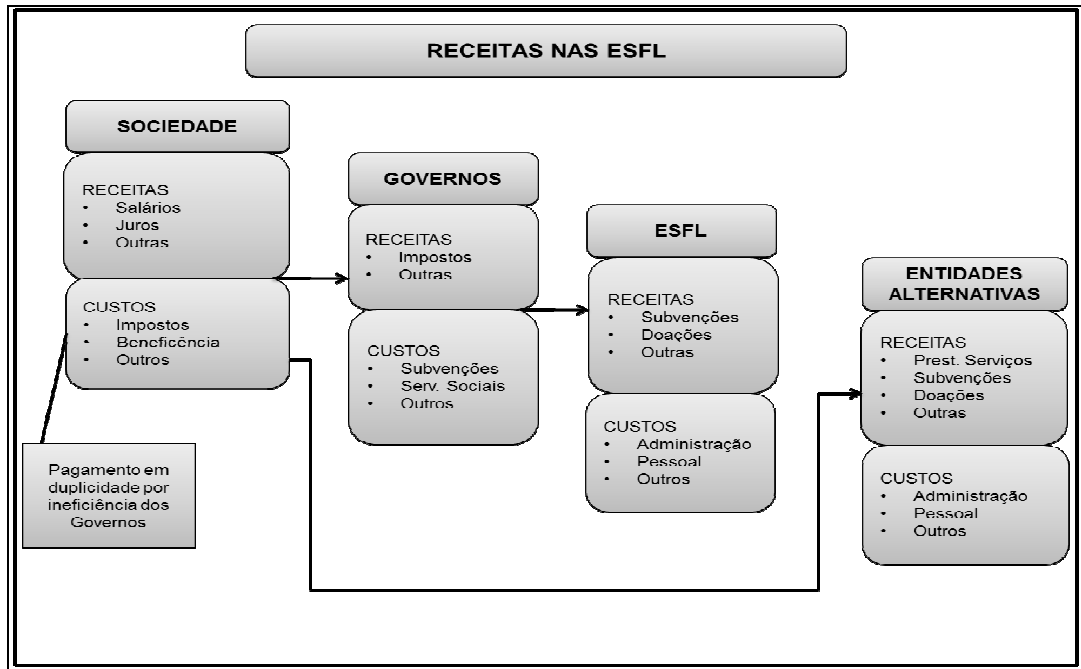 RECEITAS NAS ESFL
SOCIEDADE
RECEITAS
• Salários
• Juros
• Outras
CUSTOS
• Impostos
• Beneficência
• Outros
Pagamento em
duplicidade por
ineficiência dos
Governos
GOVERNOS
RECEITAS
• Impostos
• Outras
CUSTOS
• Subvenções
• Serv. Sociais
• Outros
ESFL
RECEITAS
• Subvenções
• Doações
• Outras
CUSTOS
• Administração
• Pessoal
• Outros
ENTIDADES
ALTERNATIVAS
RECEITAS
• Prest. Serviços
• Subvenções
• Doações
• Outras
CUSTOS
• Administração
• Pessoal
• Outros